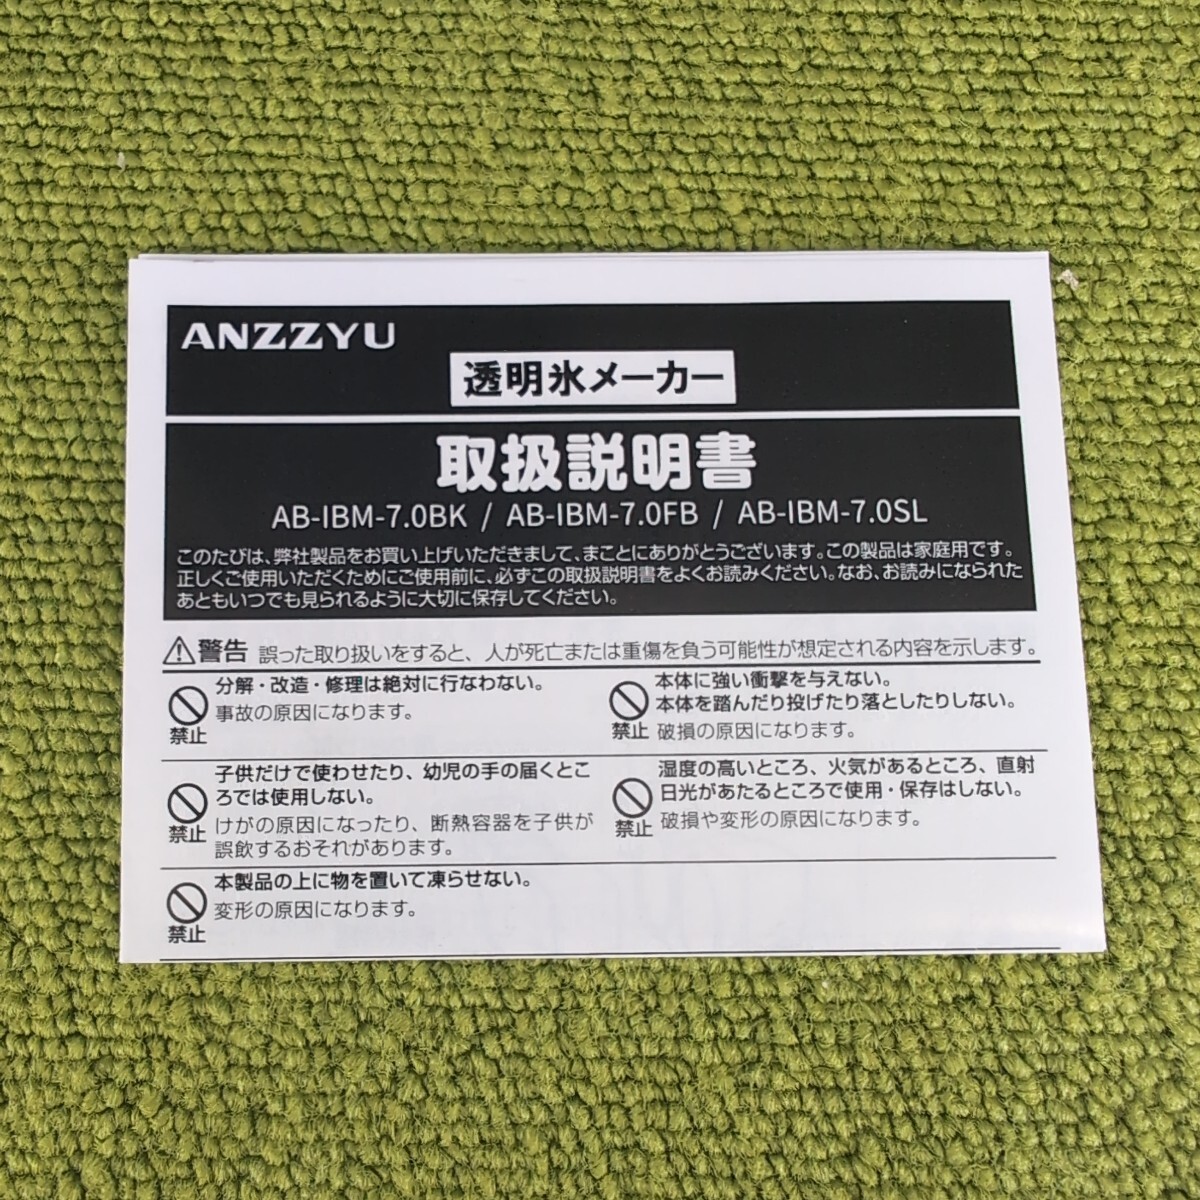 ANZZYU
透明氷メーカー
取扱説明書
AB-IBM-7.0BK / AB-IBM-7.0FB / AB-IBM-7.0SL
このたびは、弊社製品をお買い上げいただきまして、まことにありがとうございます。この製品は家庭用です。
正しくご使用いただくためにご使用前に、必ずこの取扱説明書をよくお読みください。なお、お読みになられた
あともいつでも見られるように大切に保存してください。
警告 誤った取り扱いをすると、人が死亡または重傷を負う可能性が想定される内容を示します。
禁止
分解・改造・修理は絶対に行なわない。
事故の原因になります。
禁止
本体に強い衝撃を与えない。
本体を踏んだり投げたり落としたりしない。
破損の原因になります。
禁止
子供だけで使わせたり、幼児の手の届くとこ
ろでは使用しない。
けがの原因になったり、断熱容器を子供が
誤飲するおそれがあります。
禁止
湿度の高いところ、火気があるところ、直射
日光があたるところで使用・保存はしない。
破損や変形の原因になります。
禁止
本製品の上に物を置いて凍らせない。
変形の原因になります。